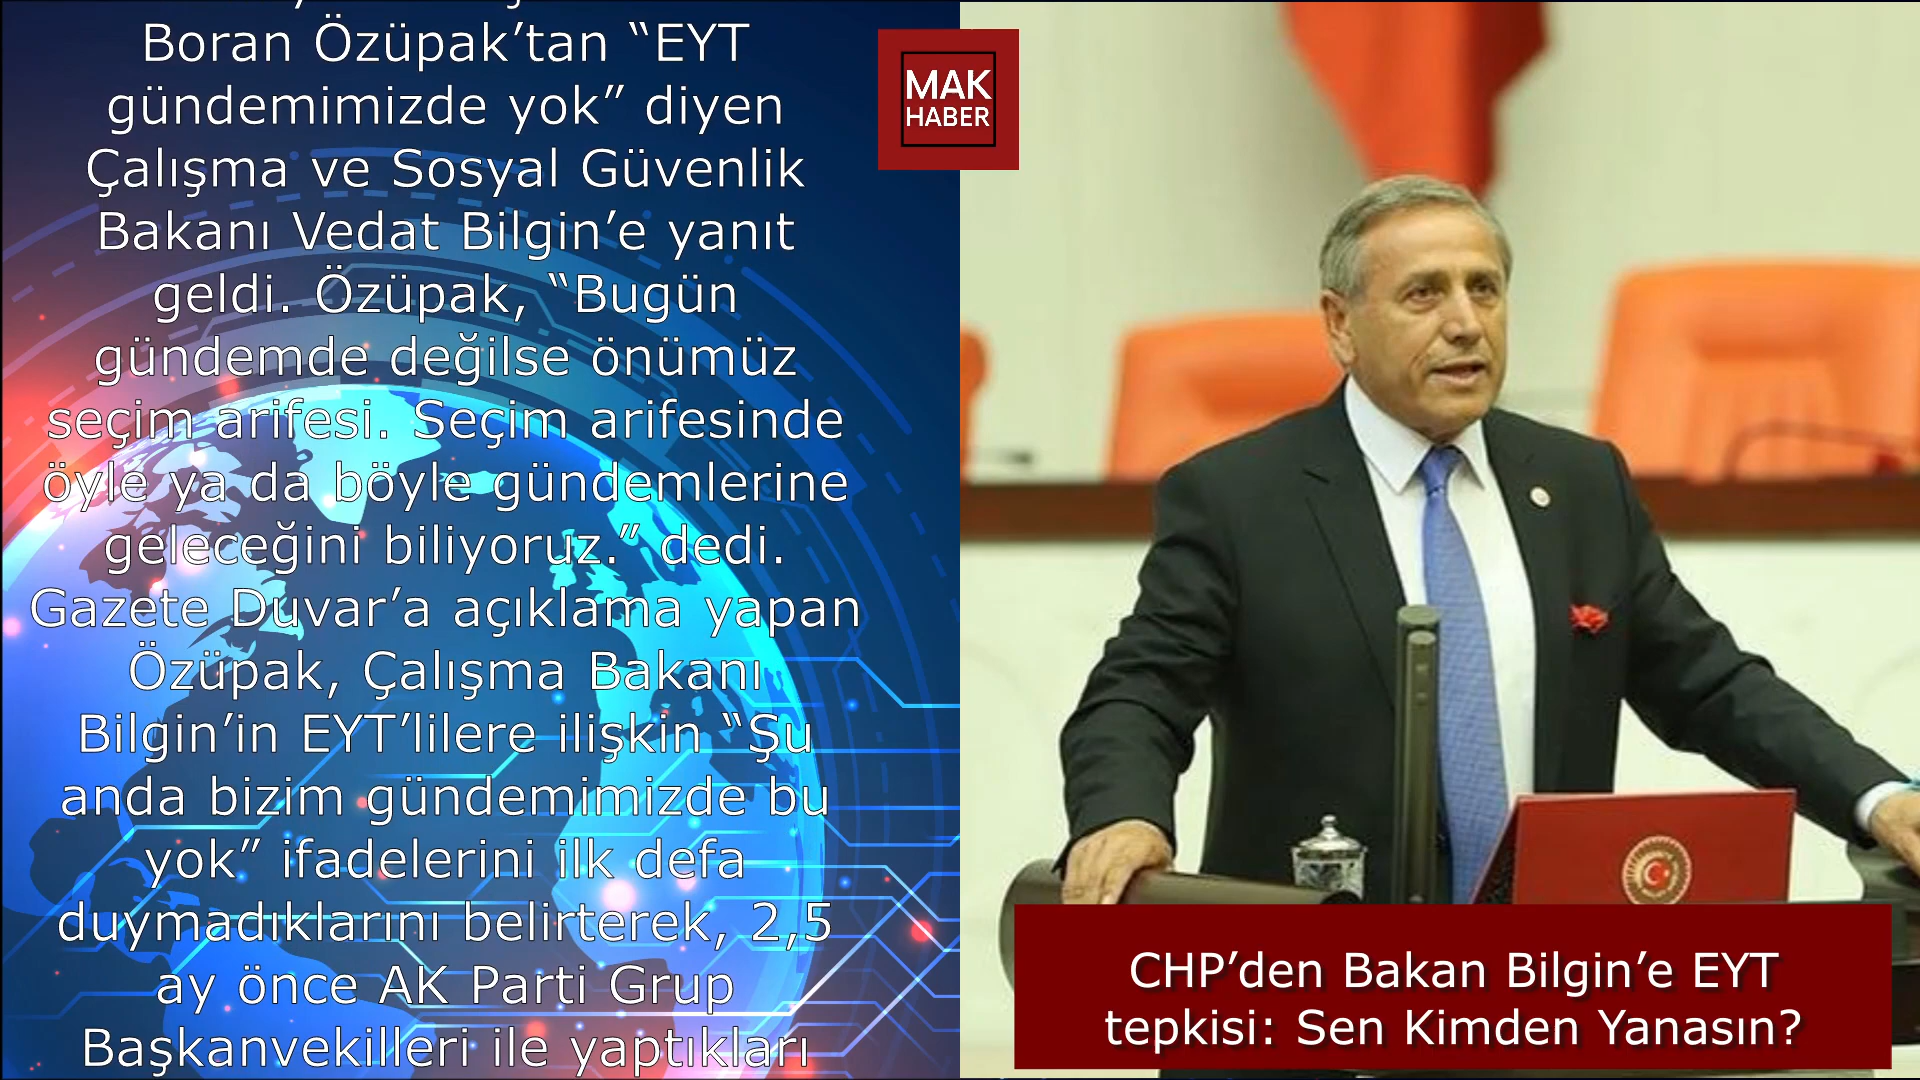 Boran Özüpak’tan “EYT
gündemimizde yok” diyen
Çalışma ve Sosyal Güvenlik
Bakanı Vedat Bilgin’e yanıt
geldi. Özüpak, “Bugün
gündemde değilse önümüz
seçim arifesi. Seçim arifesinde
öyle ya da böyle gündemlerine
geleceğini biliyoruz.” dedi.
Gazete Duvar’a açıklama yapan
Özüpak, Çalışma Bakanı
Bilgin’in EYT’lilere ilişkin “Şu
anda bizim gündemimizde bu
yok” ifadelerini ilk defa
duymadıklarını belirterek, 2,5
ay önce AK Parti Grup
Başkanvekilleri ile yaptıkları
MAK
HABER
CHP’den Bakan Bilgin’e EYT
tepkisi: Sen Kimden Yanasın?